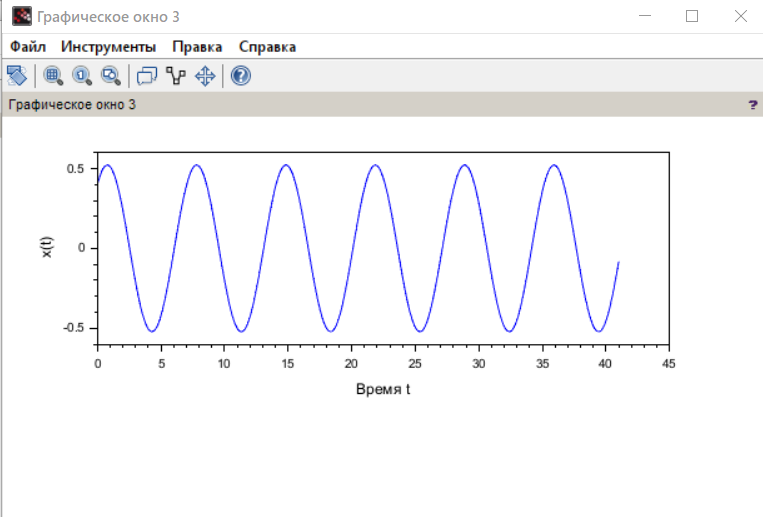 Графическое окно 3
Файл Инструменты Правка Справка
Графическое окно 3 ?
0.5
0
-0.5
x(t)
0 5 10 15 20 25 30 35 40 45
Время t